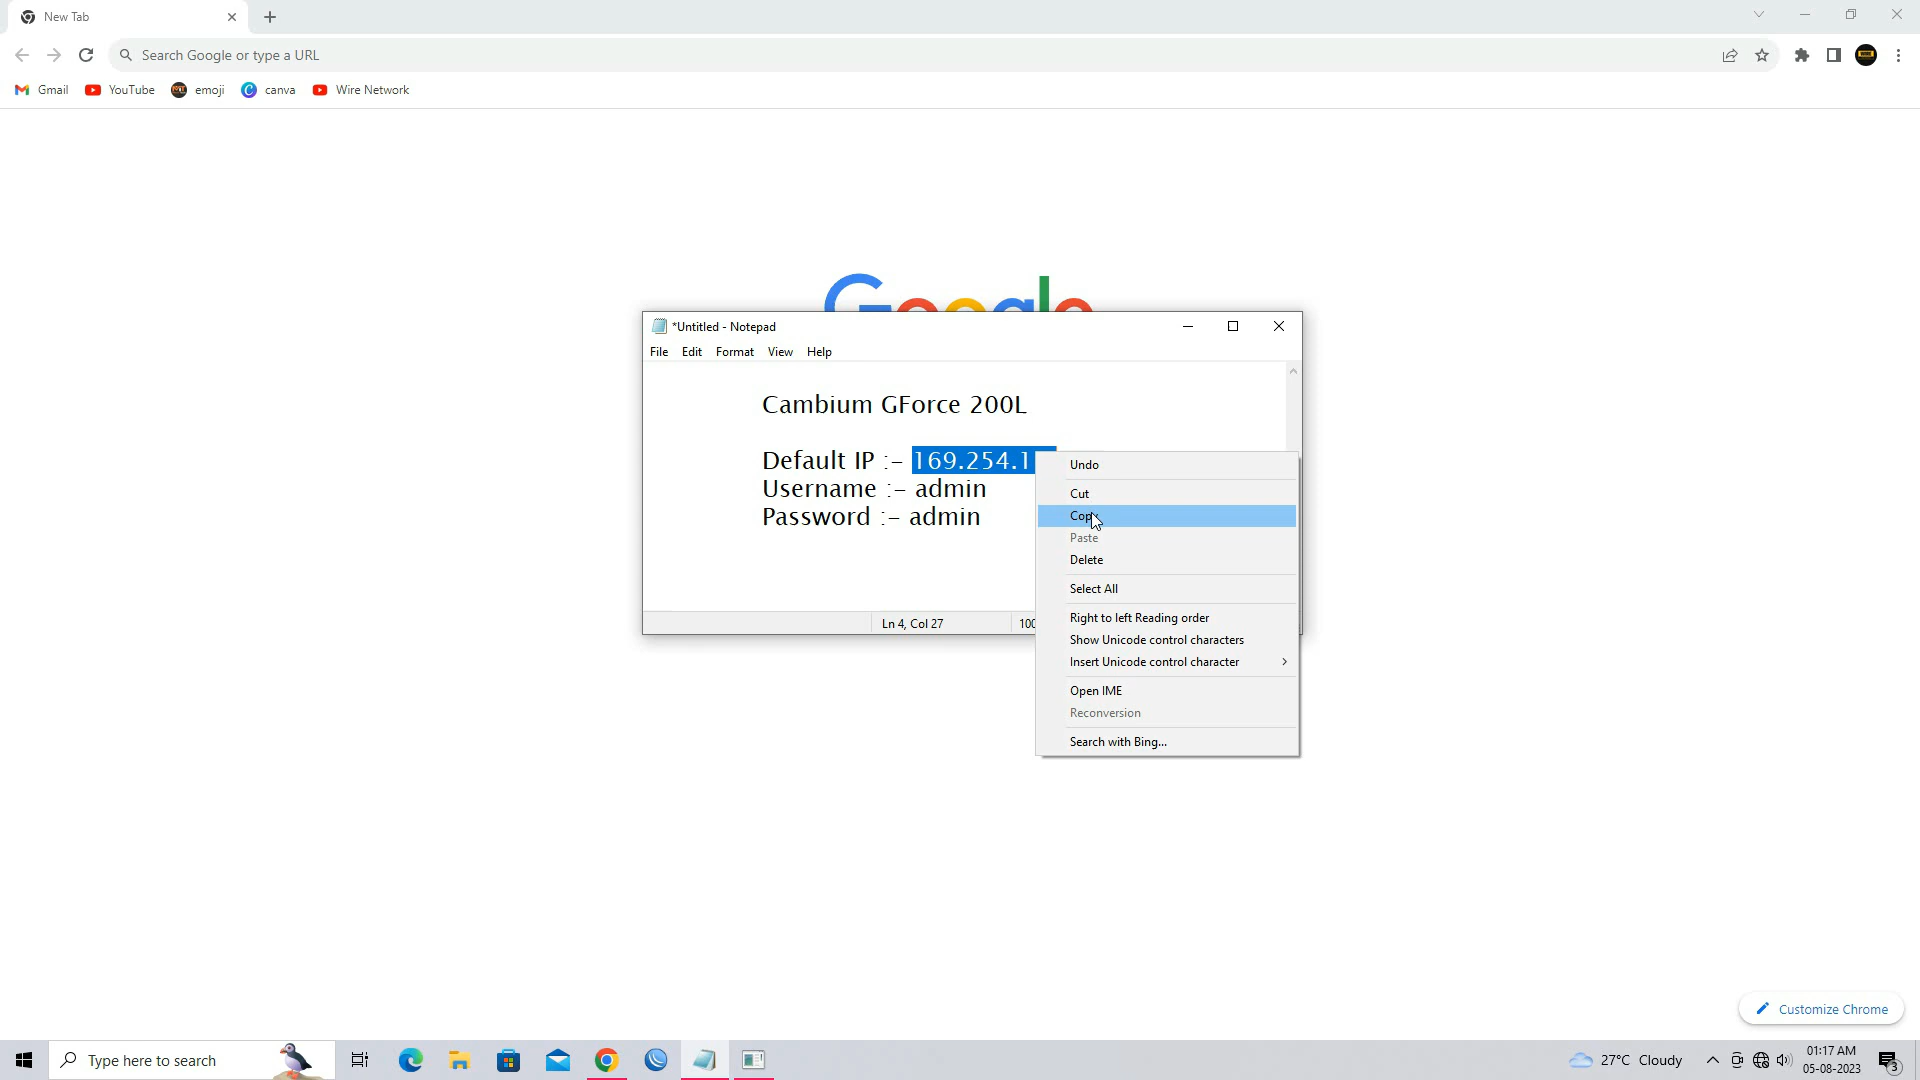 New Tab
Search Google or type a URL
Gmail YouTube emoji canva Wire Network
Google
*Untitled - Notepad
File Edit Format View Help
Cambium GForce 200L
Default IP :- 169.254.1
Username :- admin
Password :- admin
Ln 4, Col 27 100
Undo
Cut
Copy
Paste
Delete
Select All
Right to left Reading order
Show Unicode control characters
Insert Unicode control character
Open IME
Reconversion
Search with Bing...
Customize Chrome
Type here to search
27°C Cloudy
01:17 AM
05-08-2023
3